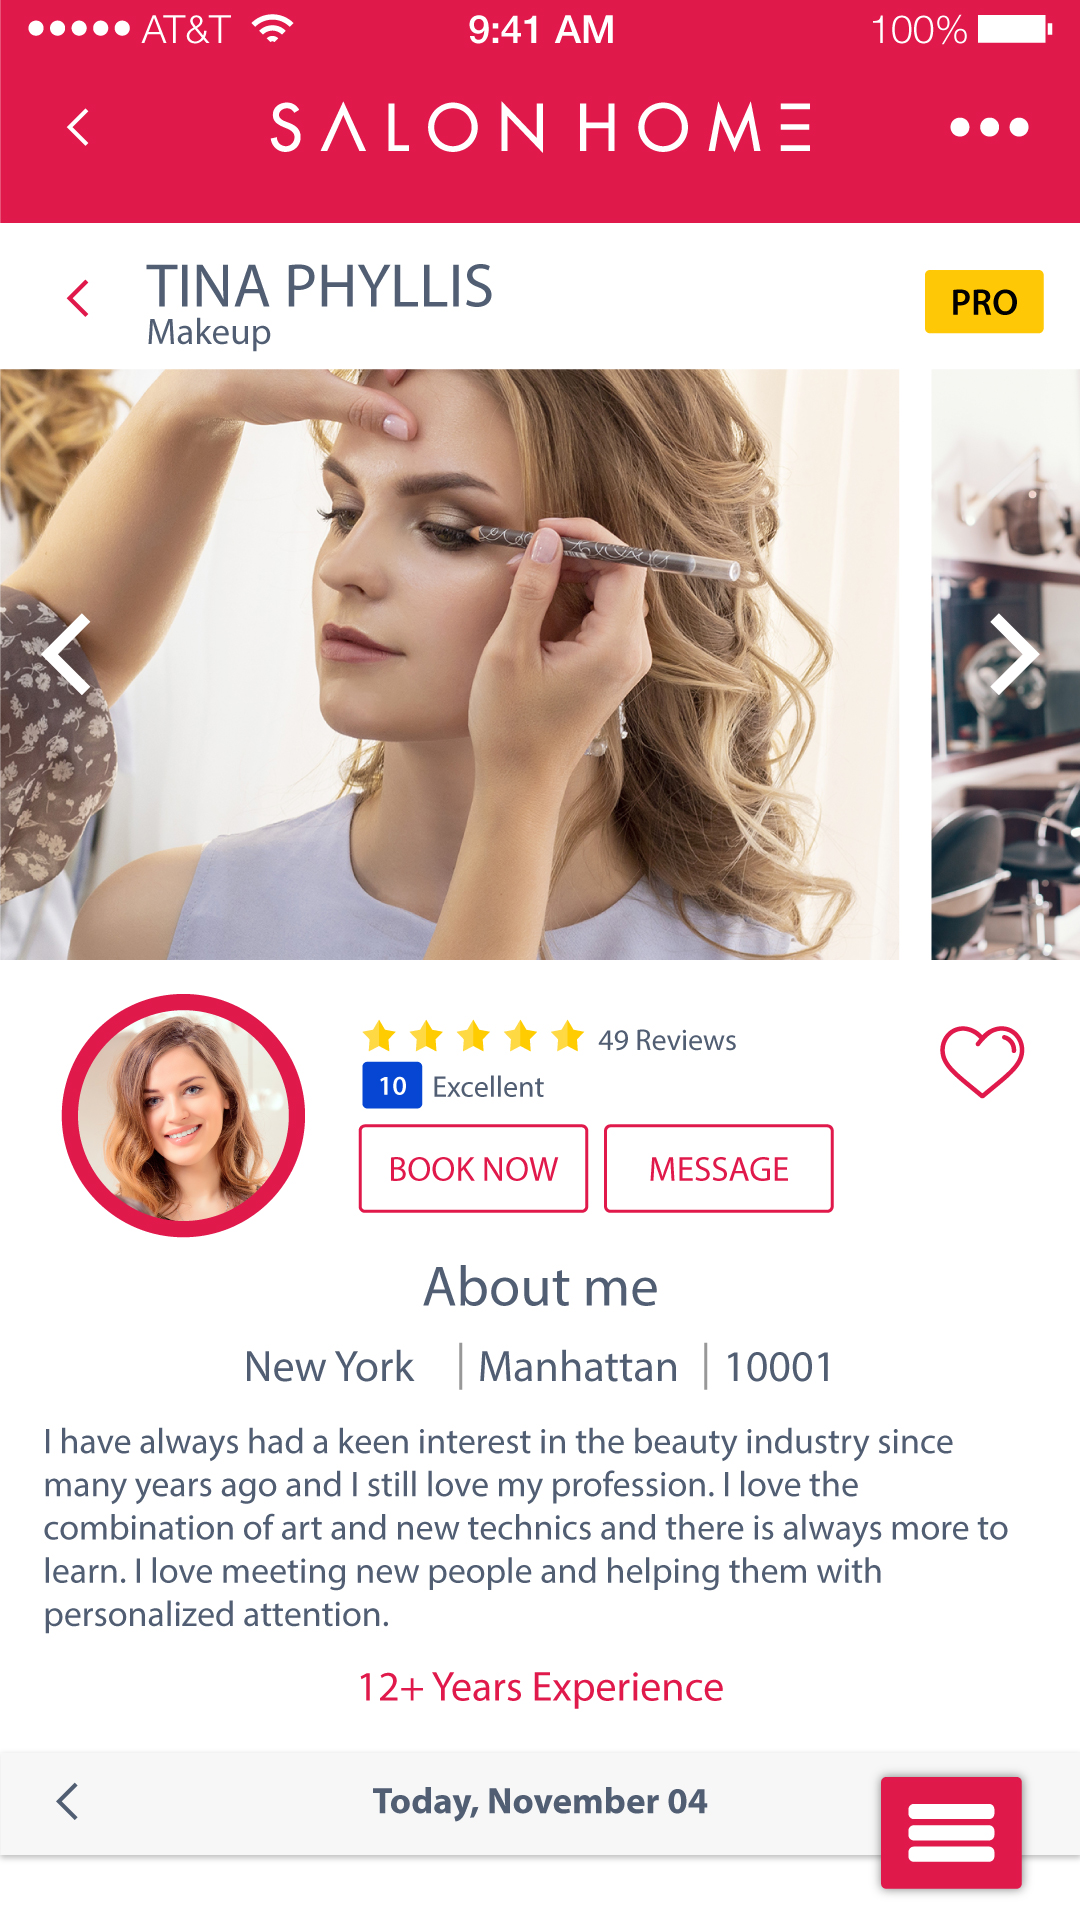 AT&T 9:41 AM 100%
SALON HOME
TINA PHYLLIS
PRO
Makeup
49 Reviews
10 Excellent
BOOK NOW MESSAGE
About me
New York | Manhattan | 10001
I have always had a keen interest in the beauty industry since
many years ago and I still love my profession. I love the
combination of art and new technics and there is always more to
learn. I love meeting new people and helping them with
personalized attention.
12+ Years Experience
Today, November 04